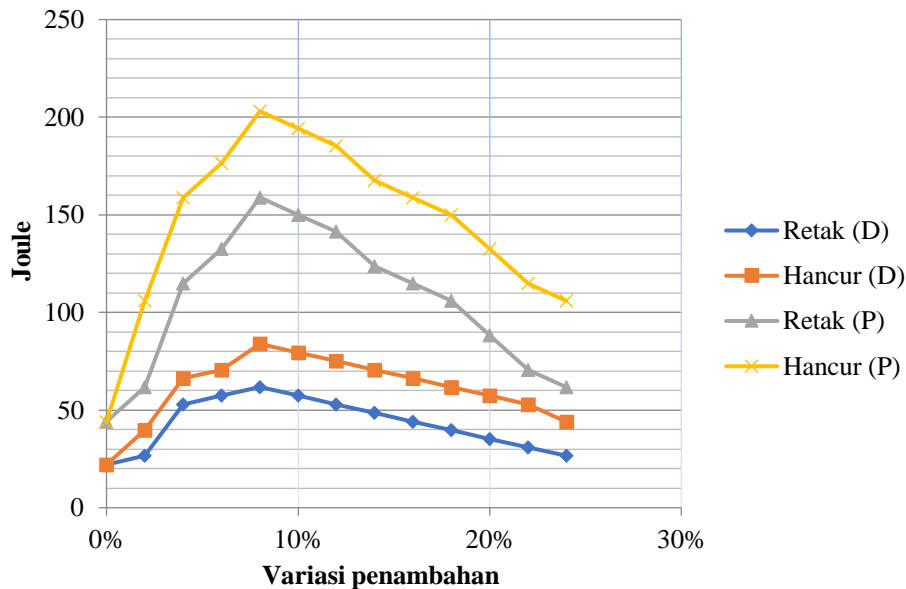 250
200
150
100
50
0
Joule
0%
10%
20%
30%
Variasi penambahan
Retak (D)
Hancur (D)
Retak (P)
Hancur (P)